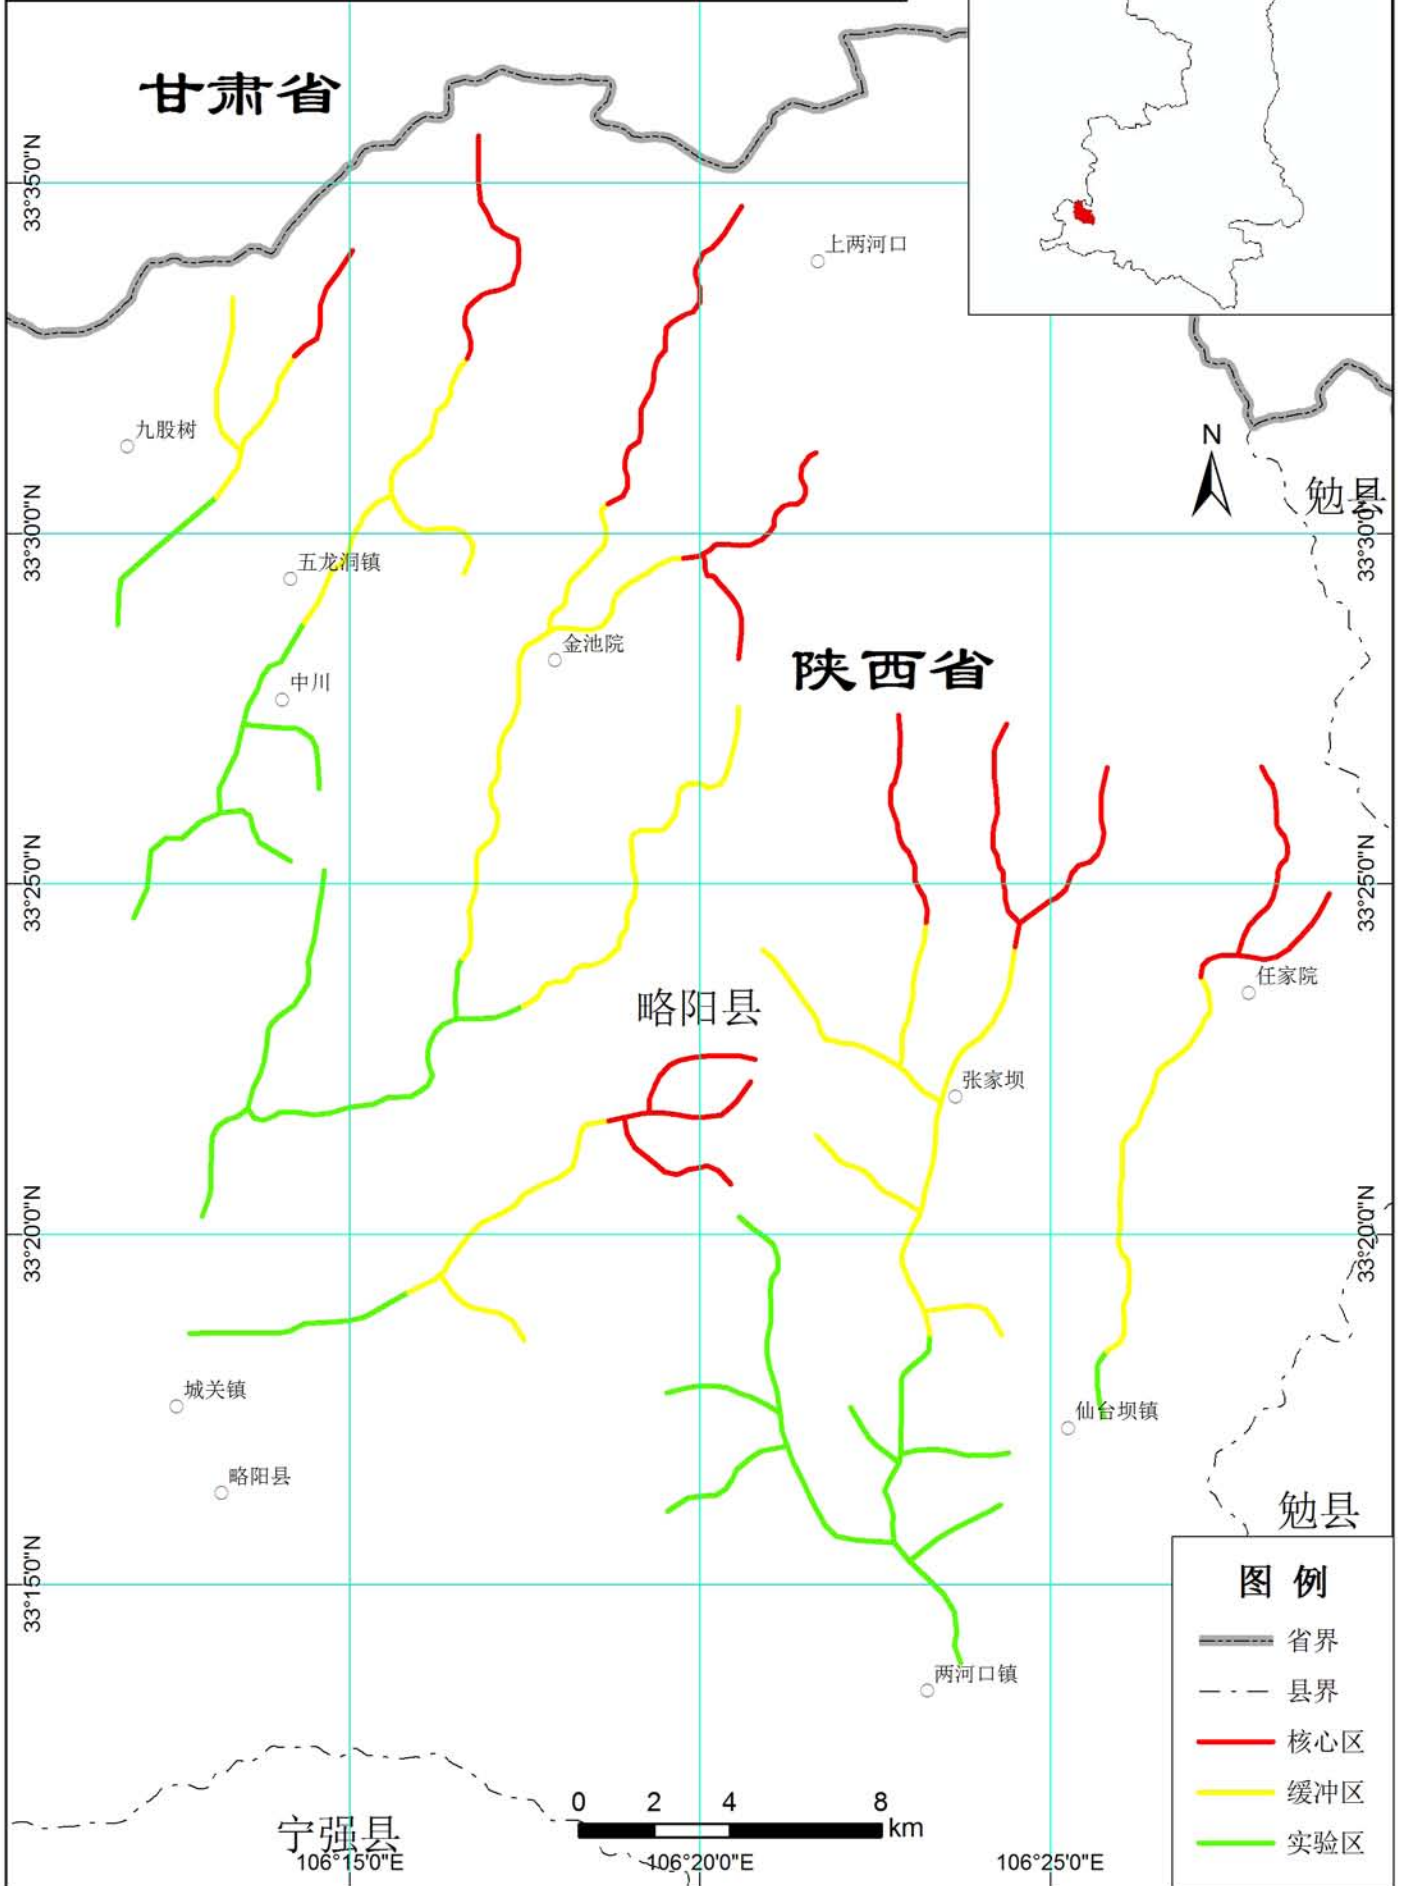 甘肃省
33°35'0"N
上两河口
九股树
N
勉县
33°30'0"N
33°30'0"N
五龙洞镇
金池院
陕西省
中川
33°25'0"N
33°25'0"N
任家院
略阳县
张家坝
33°20'0"N
33°20'0"N
城关镇
仙台坝镇
略阳县
勉县
33°15'0"N
图 例
省界
县界
核心区
缓冲区
实验区
两河口镇
0 2 4 8
km
宁强县
106°15'0"E
106°20'0"E
106°25'0"E